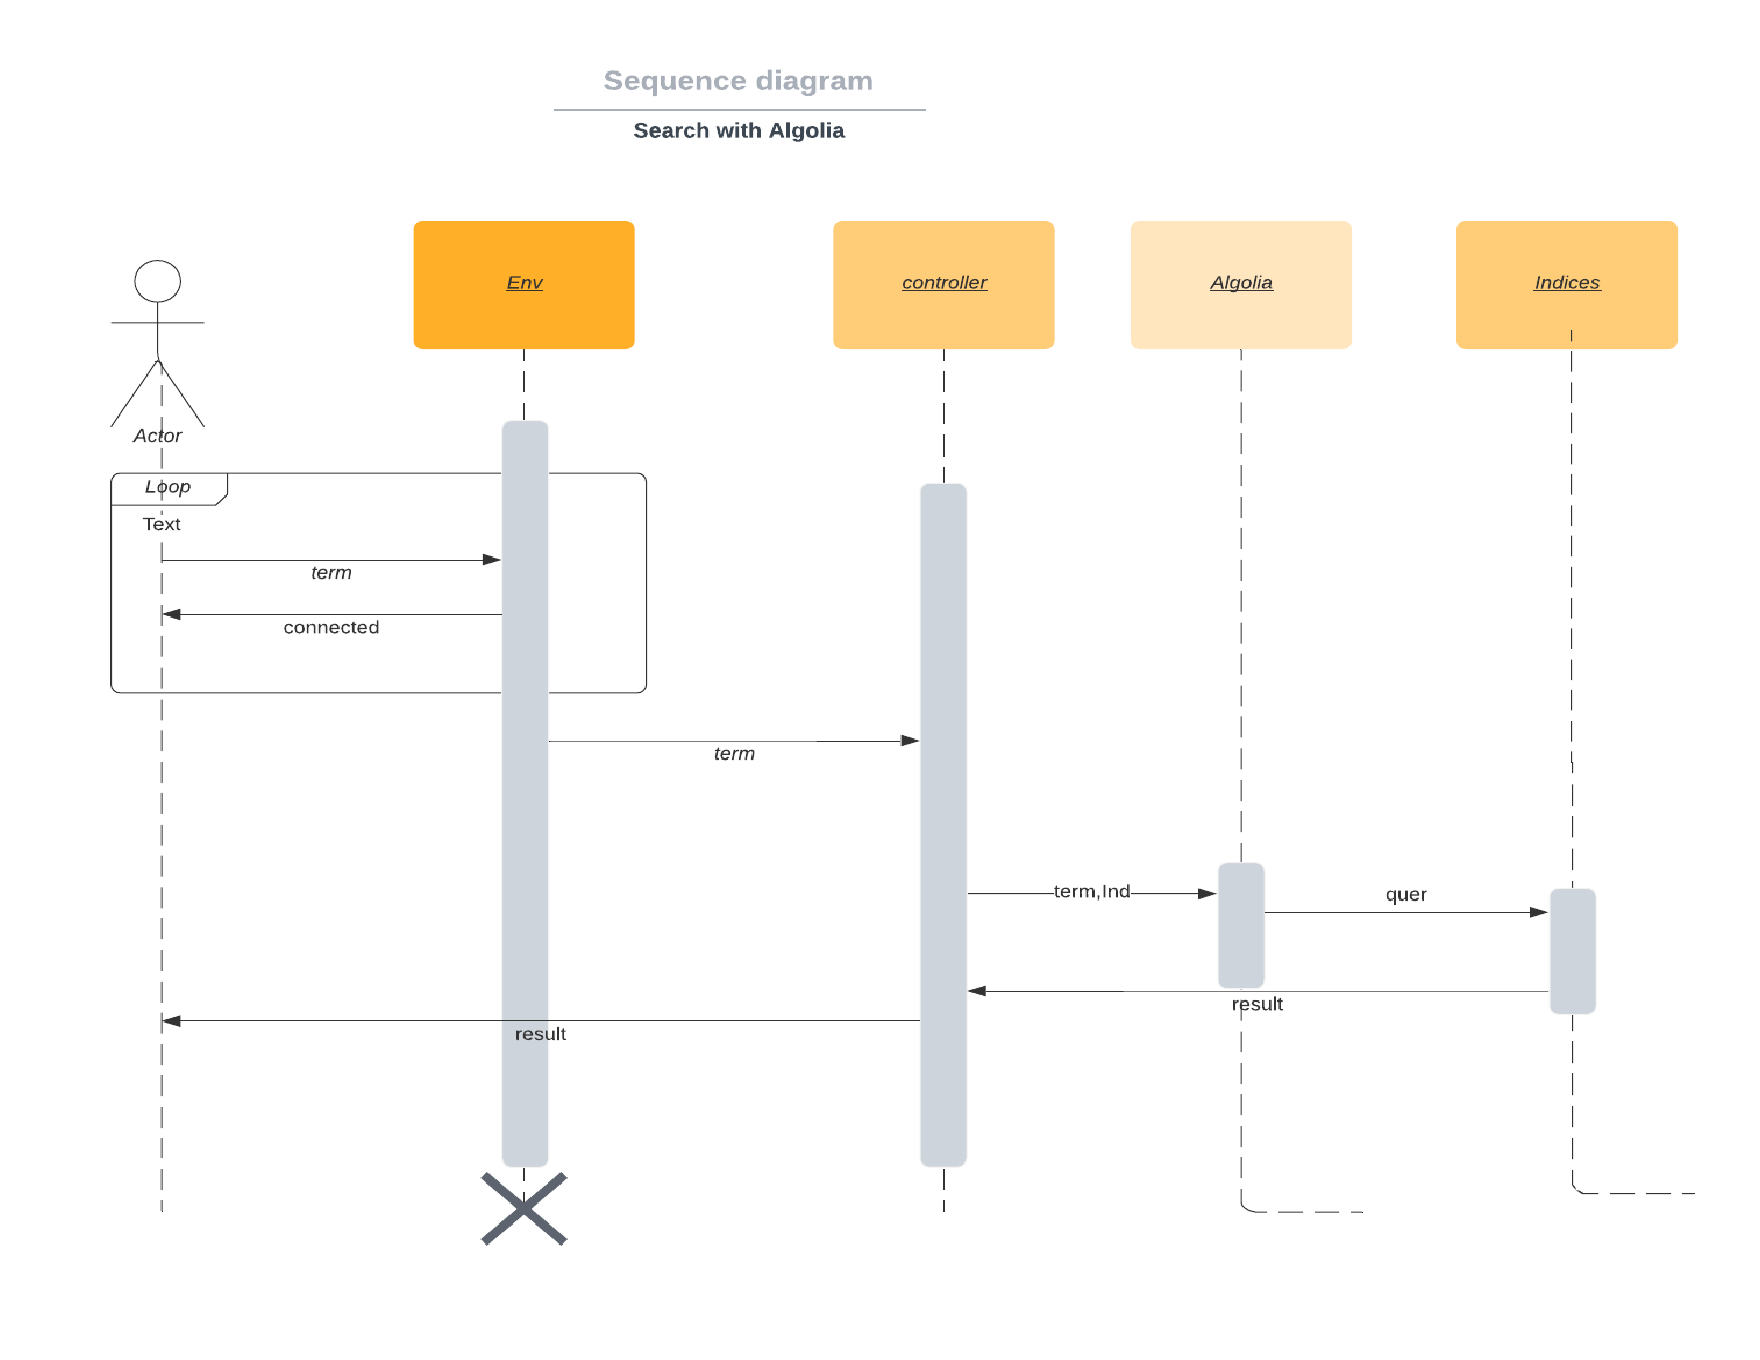 Sequence diagram
Search with Algolia
Env
controller
Algolia
Indices
Actor
Loop
Text
term
connected
term
term,Ind
quer
result
result